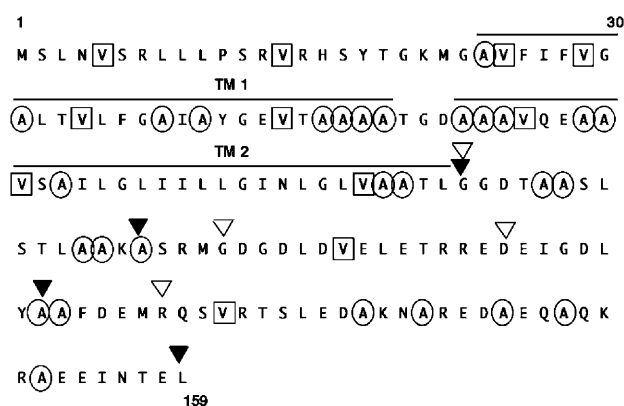 1 30
M S L N V S R L L L P S R V R H S Y T G K M G A V F I F V G
TM 1
A L T V L F G A I A Y G E V T A A A A T G D A A A V Q E A A
TM 2
V S A I L G L I I L L G I N L G L V A A T L G G D T A A S L
S T L A A K A S R M G D G D L D V E L E T R R E D E I G D L
Y A A F D E M R Q S V R T S L E D A K N A R E D A E Q A Q K
R A E E I N T E L
159